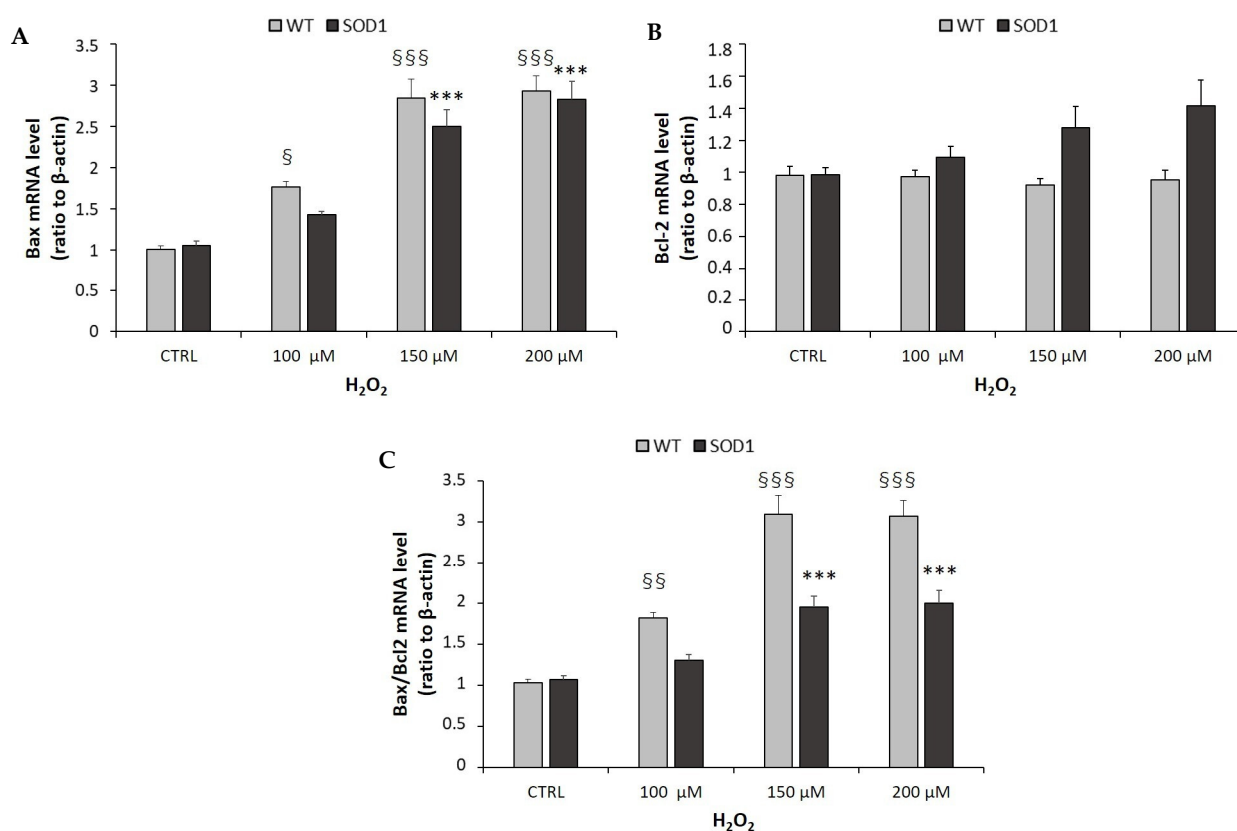 A
WT SOD1
Bax mRNA level
(ratio to β-actin)
3.5
3
2.5
2
1.5
1
0.5
0
§
§§§
***
§§§
***
CTRL 100 µM 150 µM 200 µM
H₂O₂
B
WT SOD1
Bcl-2 mRNA level
(ratio to β-actin)
1.8
1.6
1.4
1.2
1
0.8
0.6
0.4
0.2
0
CTRL 100 µM 150 µM 200 µM
H₂O₂
C
WT SOD1
Bax/Bcl2 mRNA level
(ratio to β-actin)
3.5
3
2.5
2
1.5
1
0.5
0
§§
§§§
***
§§§
***
CTRL 100 µM 150 µM 200 µM
H₂O₂